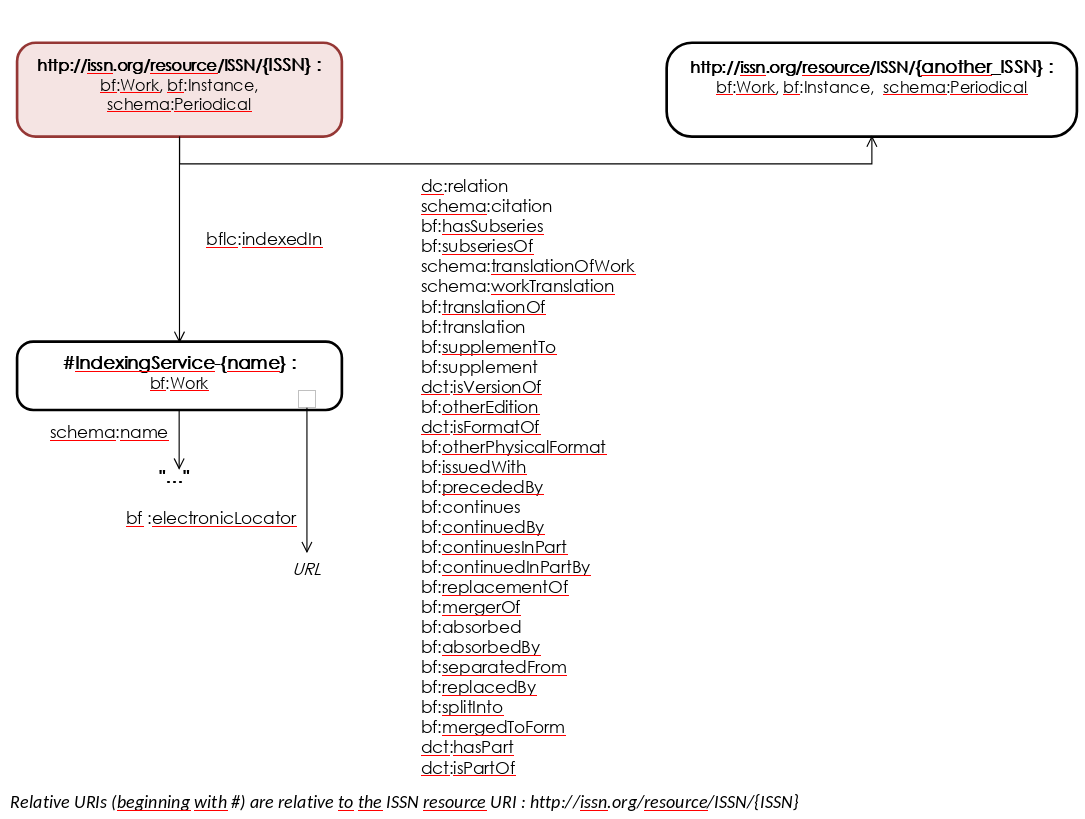 http://issn.org/resource/ISSN/{ISSN} :
bf:Work, bf:Instance,
schema:Periodical
http://issn.org/resource/ISSN/{another_ISSN} :
bf:Work, bf:Instance, schema:Periodical
bflc:indexedIn
dc:relation
schema:citation
bf:hasSubseries
bf:subseriesOf
schema:translationOfWork
schema:workTranslation
bf:translationOf
bf:translation
bf:supplementTo
bf:supplement
dct:isVersionOf
bf:otherEdition
dct:isFormatOf
bf:otherPhysicalFormat
bf:issuedWith
bf:precededBy
bf:continues
bf:continuedBy
bf:continuesInPart
bf:continuedInPartBy
bf:replacementOf
bf:mergerOf
bf:absorbed
bf:absorbedBy
bf:separatedFrom
bf:replacedBy
bf:splitInto
bf:mergedToForm
dct:hasPart
dct:isPartOf
#IndexingService-{name} :
bf:Work
schema:name
"..."
bf :electronicLocator
URL
Relative URIs (beginning with #) are relative to the ISSN resource URI : http://issn.org/resource/ISSN/{ISSN}